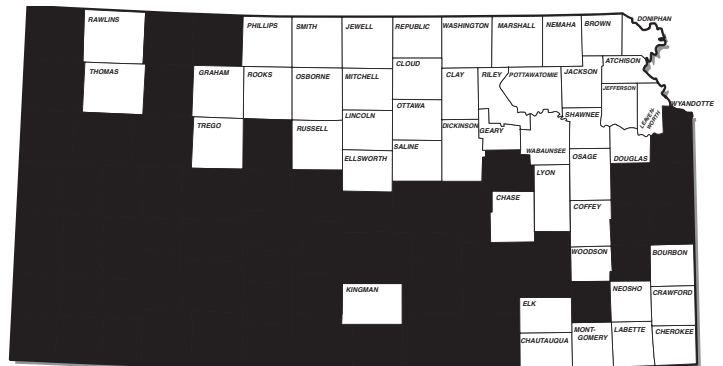 RAWLINS
PHILLIPS
SMITH
JEWELL
REPUBLIC
WASHINGTON
MARSHALL
NEMAHA
BROWN
DONIPHAN
THOMAS
GRAHAM
ROOKS
OSBORNE
MITCHELL
CLOUD
CLAY
RILEY
POTTAWATOMIE
JACKSON
ATCHISON
JEFFERSON
LEAVEN-
WORTH
WYANDOTTE
TREGO
RUSSELL
LINCOLN
OTTAWA
DICKINSON
GEARY
SHAWNEE
ELLSWORTH
SALINE
WABAUNSEE
OSAGE
DOUGLAS
LYON
CHASE
COFFEY
WOODSON
BOURBON
KINGMAN
ELK
NEOSHO
CRAWFORD
CHAUTAUQUA
MONT-
GOMERY
LABETTE
CHEROKEE